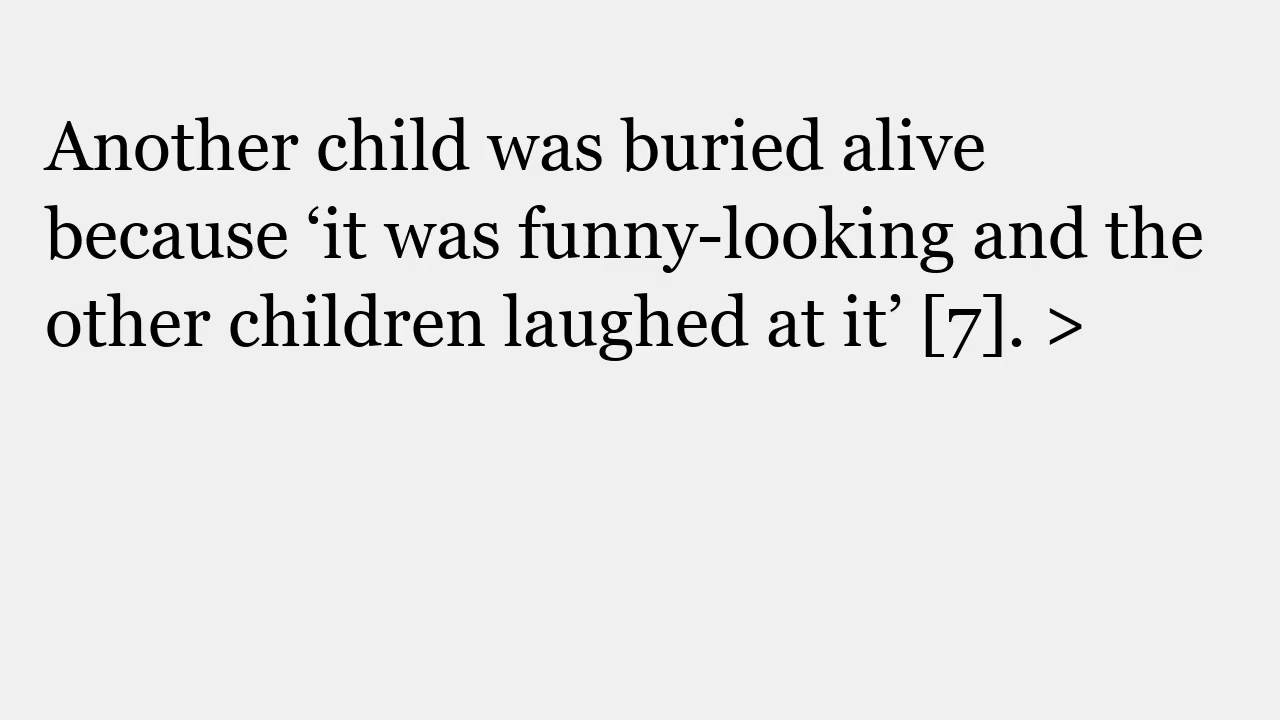 Another child was buried alive
because ‘it was funny-looking and the
other children laughed at it’ [7]. >